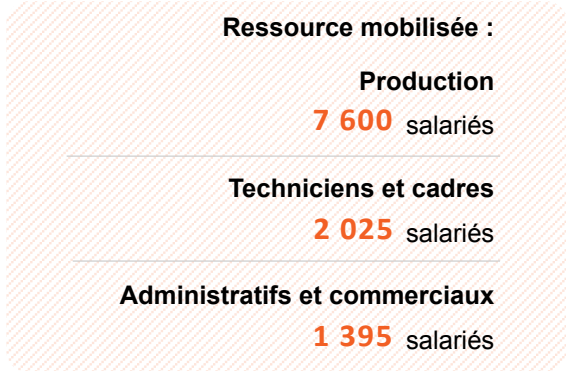 Ressource mobilisée :
Production
7 600 salariés
Techniciens et cadres
2 025 salariés
Administratifs et commerciaux
1 395 salariés